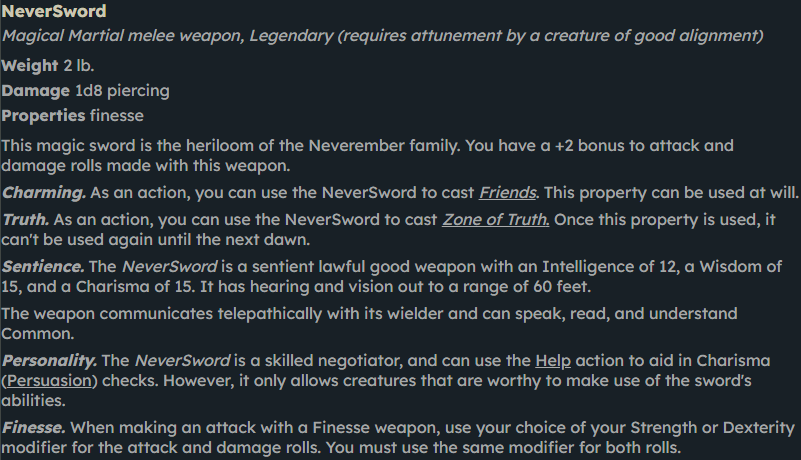 NeverSword
Magical Martial melee weapon, Legendary (requires attunement by a creature of good alignment)
Weight 2 lb.
Damage 1d8 piercing
Properties finesse
This magic sword is the heriloom of the Neverember family. You have a +2 bonus to attack and
damage rolls made with this weapon.
Charming. As an action, you can use the NeverSword to cast Friends. This property can be used at will.
Truth. As an action, you can use the NeverSword to cast Zone of Truth. Once this property is used, it
can't be used again until the next dawn.
Sentience. The NeverSword is a sentient lawful good weapon with an Intelligence of 12, a Wisdom of
15, and a Charisma of 15. It has hearing and vision out to a range of 60 feet.
The weapon communicates telepathically with its wielder and can speak, read, and understand
Common.
Personality. The NeverSword is a skilled negotiator, and can use the Help action to aid in Charisma
(Persuasion) checks. However, it only allows creatures that are worthy to make use of the sword's
abilities.
Finesse. When making an attack with a Finesse weapon, use your choice of your Strength or Dexterity
modifier for the attack and damage rolls. You must use the same modifier for both rolls.